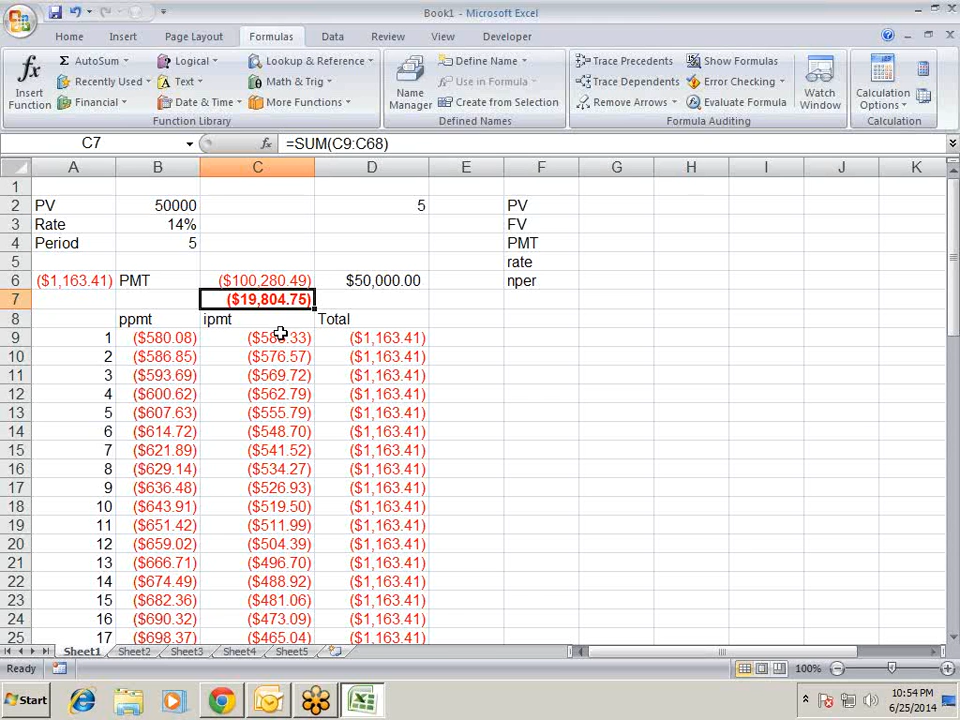 Book1 - Microsoft Excel
Home Insert Page Layout Formulas Data Review View Developer
Insert Function
AutoSum
Recently Used
Financial
Logical
Text
Date & Time
Lookup & Reference
Math & Trig
More Functions
Function Library
Name Manager
Define Name
Use in Formula
Create from Selection
Defined Names
Trace Precedents
Trace Dependents
Remove Arrows
Show Formulas
Error Checking
Evaluate Formula
Formula Auditing
Watch Window
Calculation Options
Calculation
C7 fx =SUM(C9:C68)
A B C D E F G H I J K
1
2 PV 50000 5 PV
3 Rate 14% FV
4 Period 5 PMT
5 rate
6 ($1,163.41) PMT ($100,280.49) $50,000.00 nper
7 ($19,804.75)
8 ppmt ipmt Total
9 1 ($580.08) ($583.33) ($1,163.41)
10 2 ($586.85) ($576.57) ($1,163.41)
11 3 ($593.69) ($569.72) ($1,163.41)
12 4 ($600.62) ($562.79) ($1,163.41)
13 5 ($607.63) ($555.79) ($1,163.41)
14 6 ($614.72) ($548.70) ($1,163.41)
15 7 ($621.89) ($541.52) ($1,163.41)
16 8 ($629.14) ($534.27) ($1,163.41)
17 9 ($636.48) ($526.93) ($1,163.41)
18 10 ($643.91) ($519.50) ($1,163.41)
19 11 ($651.42) ($511.99) ($1,163.41)
20 12 ($659.02) ($504.39) ($1,163.41)
21 13 ($666.71) ($496.70) ($1,163.41)
22 14 ($674.49) ($488.92) ($1,163.41)
23 15 ($682.36) ($481.06) ($1,163.41)
24 16 ($690.32) ($473.09) ($1,163.41)
25 17 ($698.37) ($465.04) ($1,163.41)
Sheet1 Sheet2 Sheet3 Sheet4 Sheet5
Ready 100%
Start 10:54 PM
6/25/2014